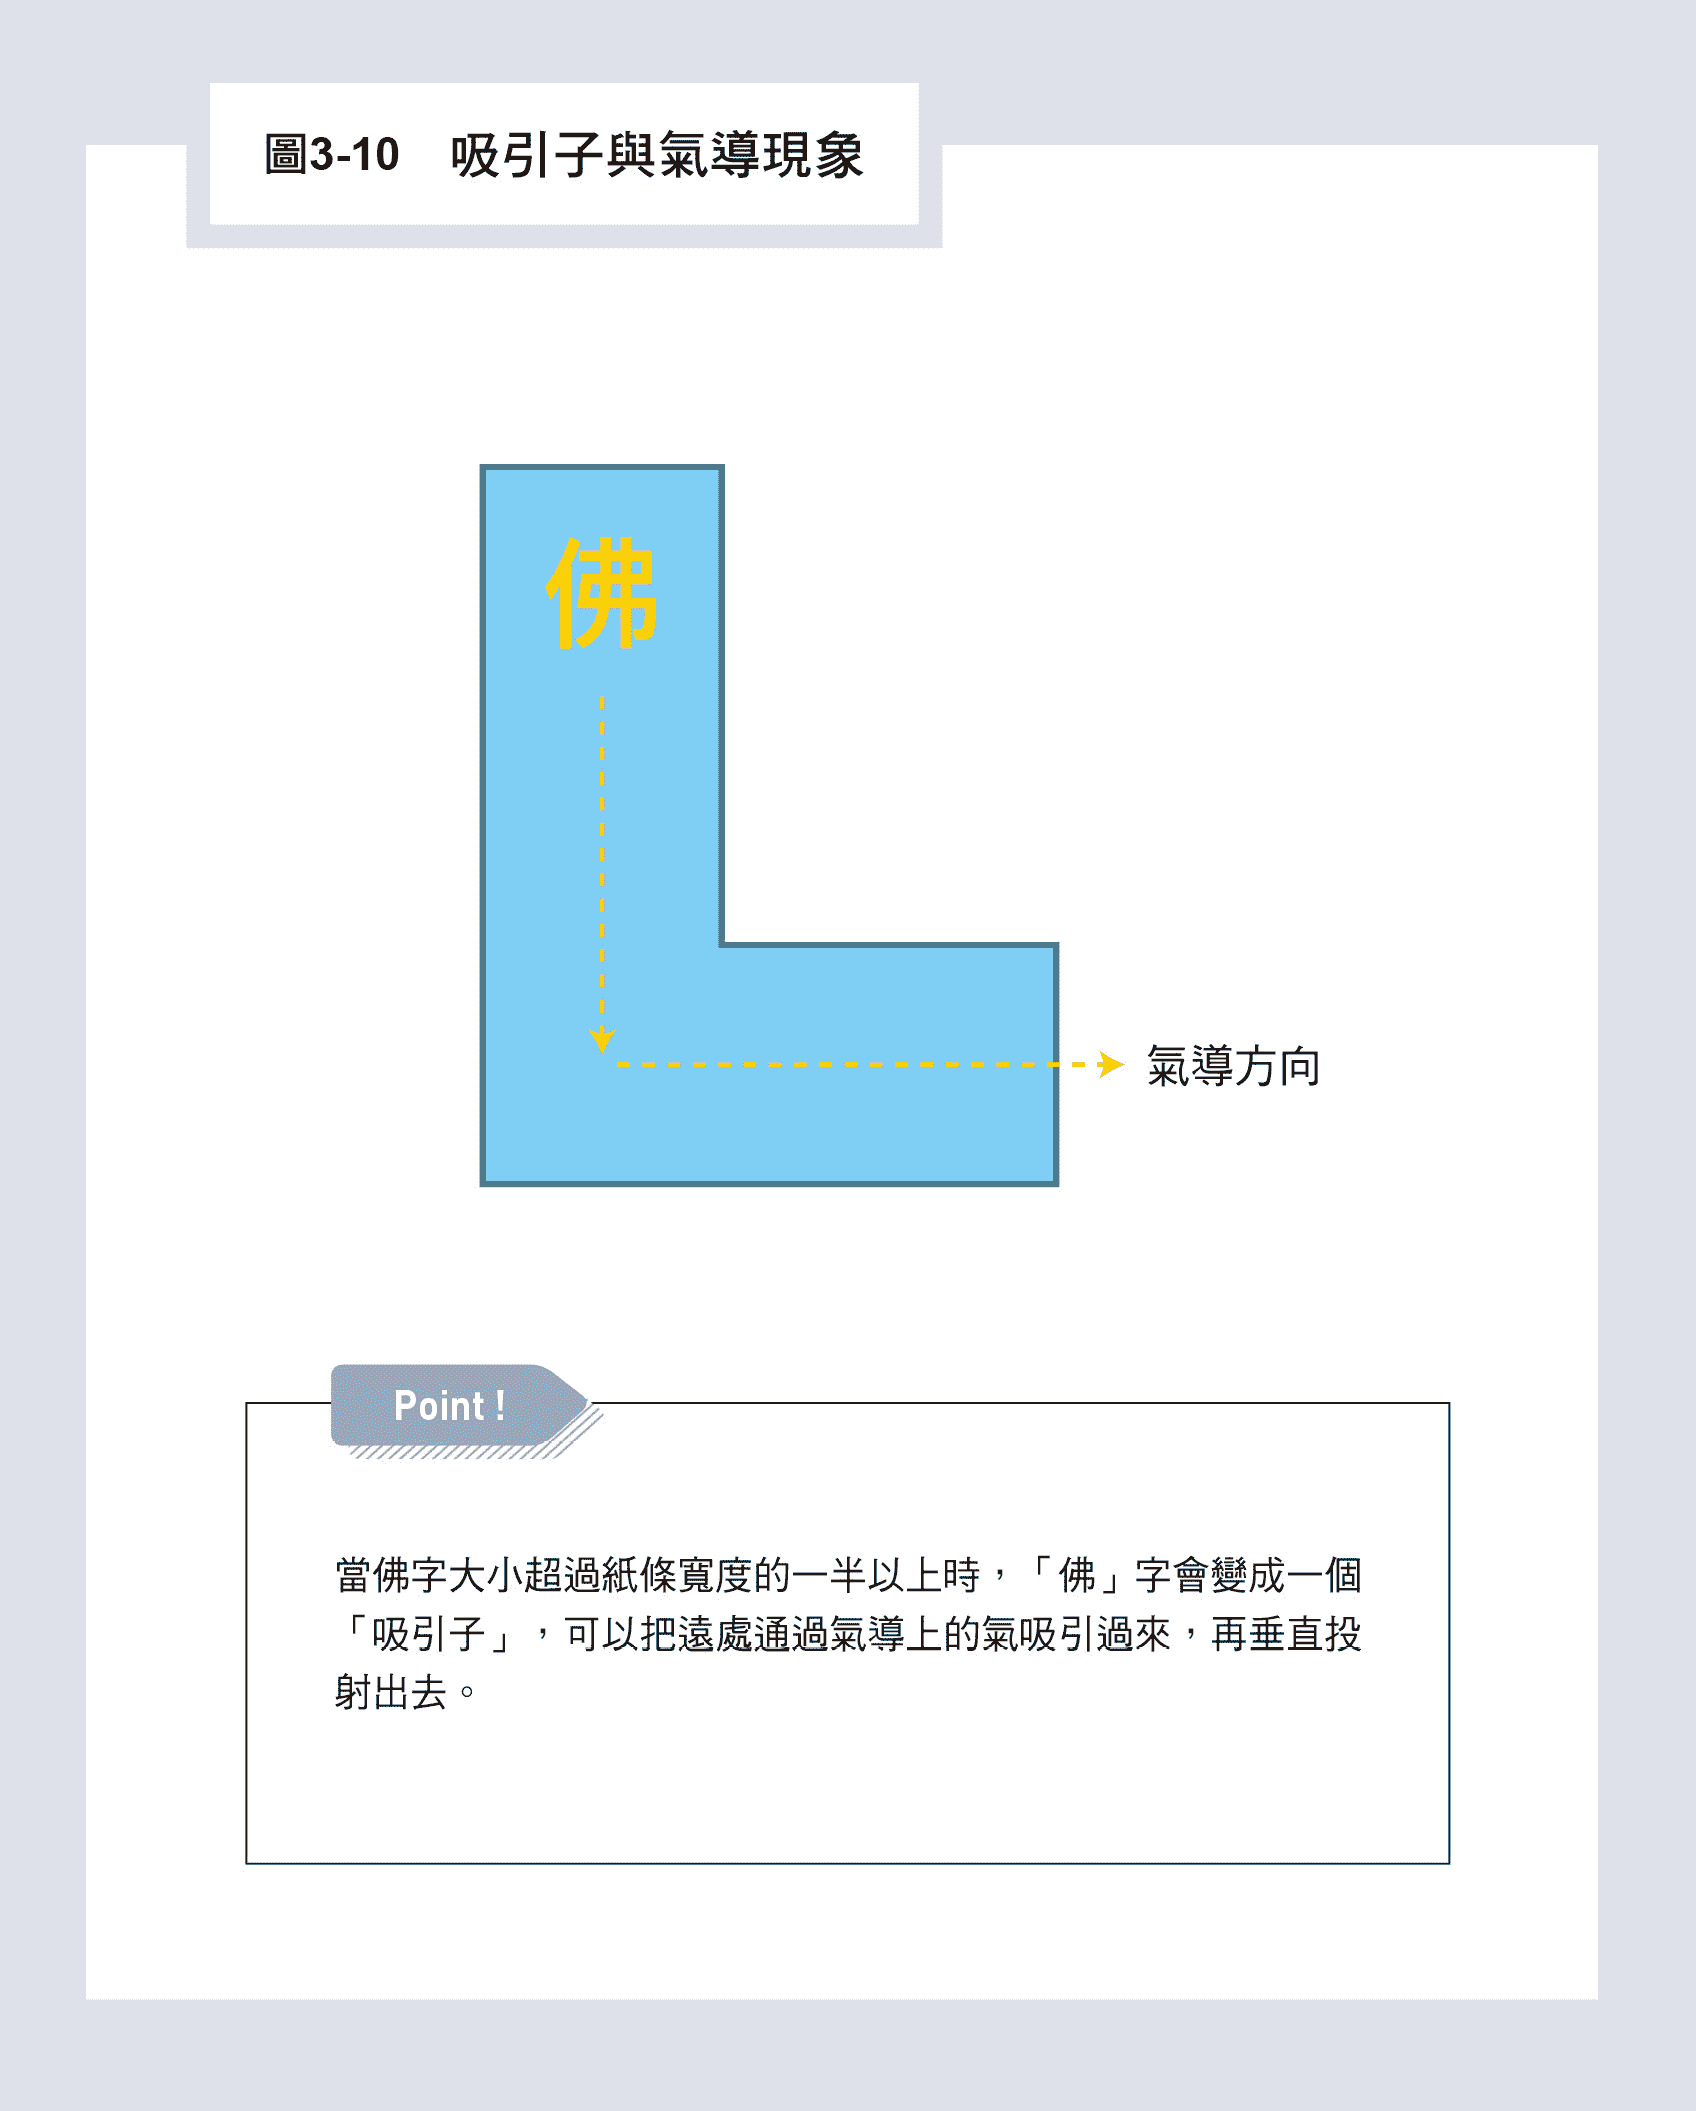 圖3-10　吸引子與氣導現象
佛
氣導方向
Point !
當佛字大小超過紙條寬度的一半以上時，「佛」字會變成一個
「吸引子」，可以把遠處通過氣導上的氣吸引過來，再垂直投
射出去。